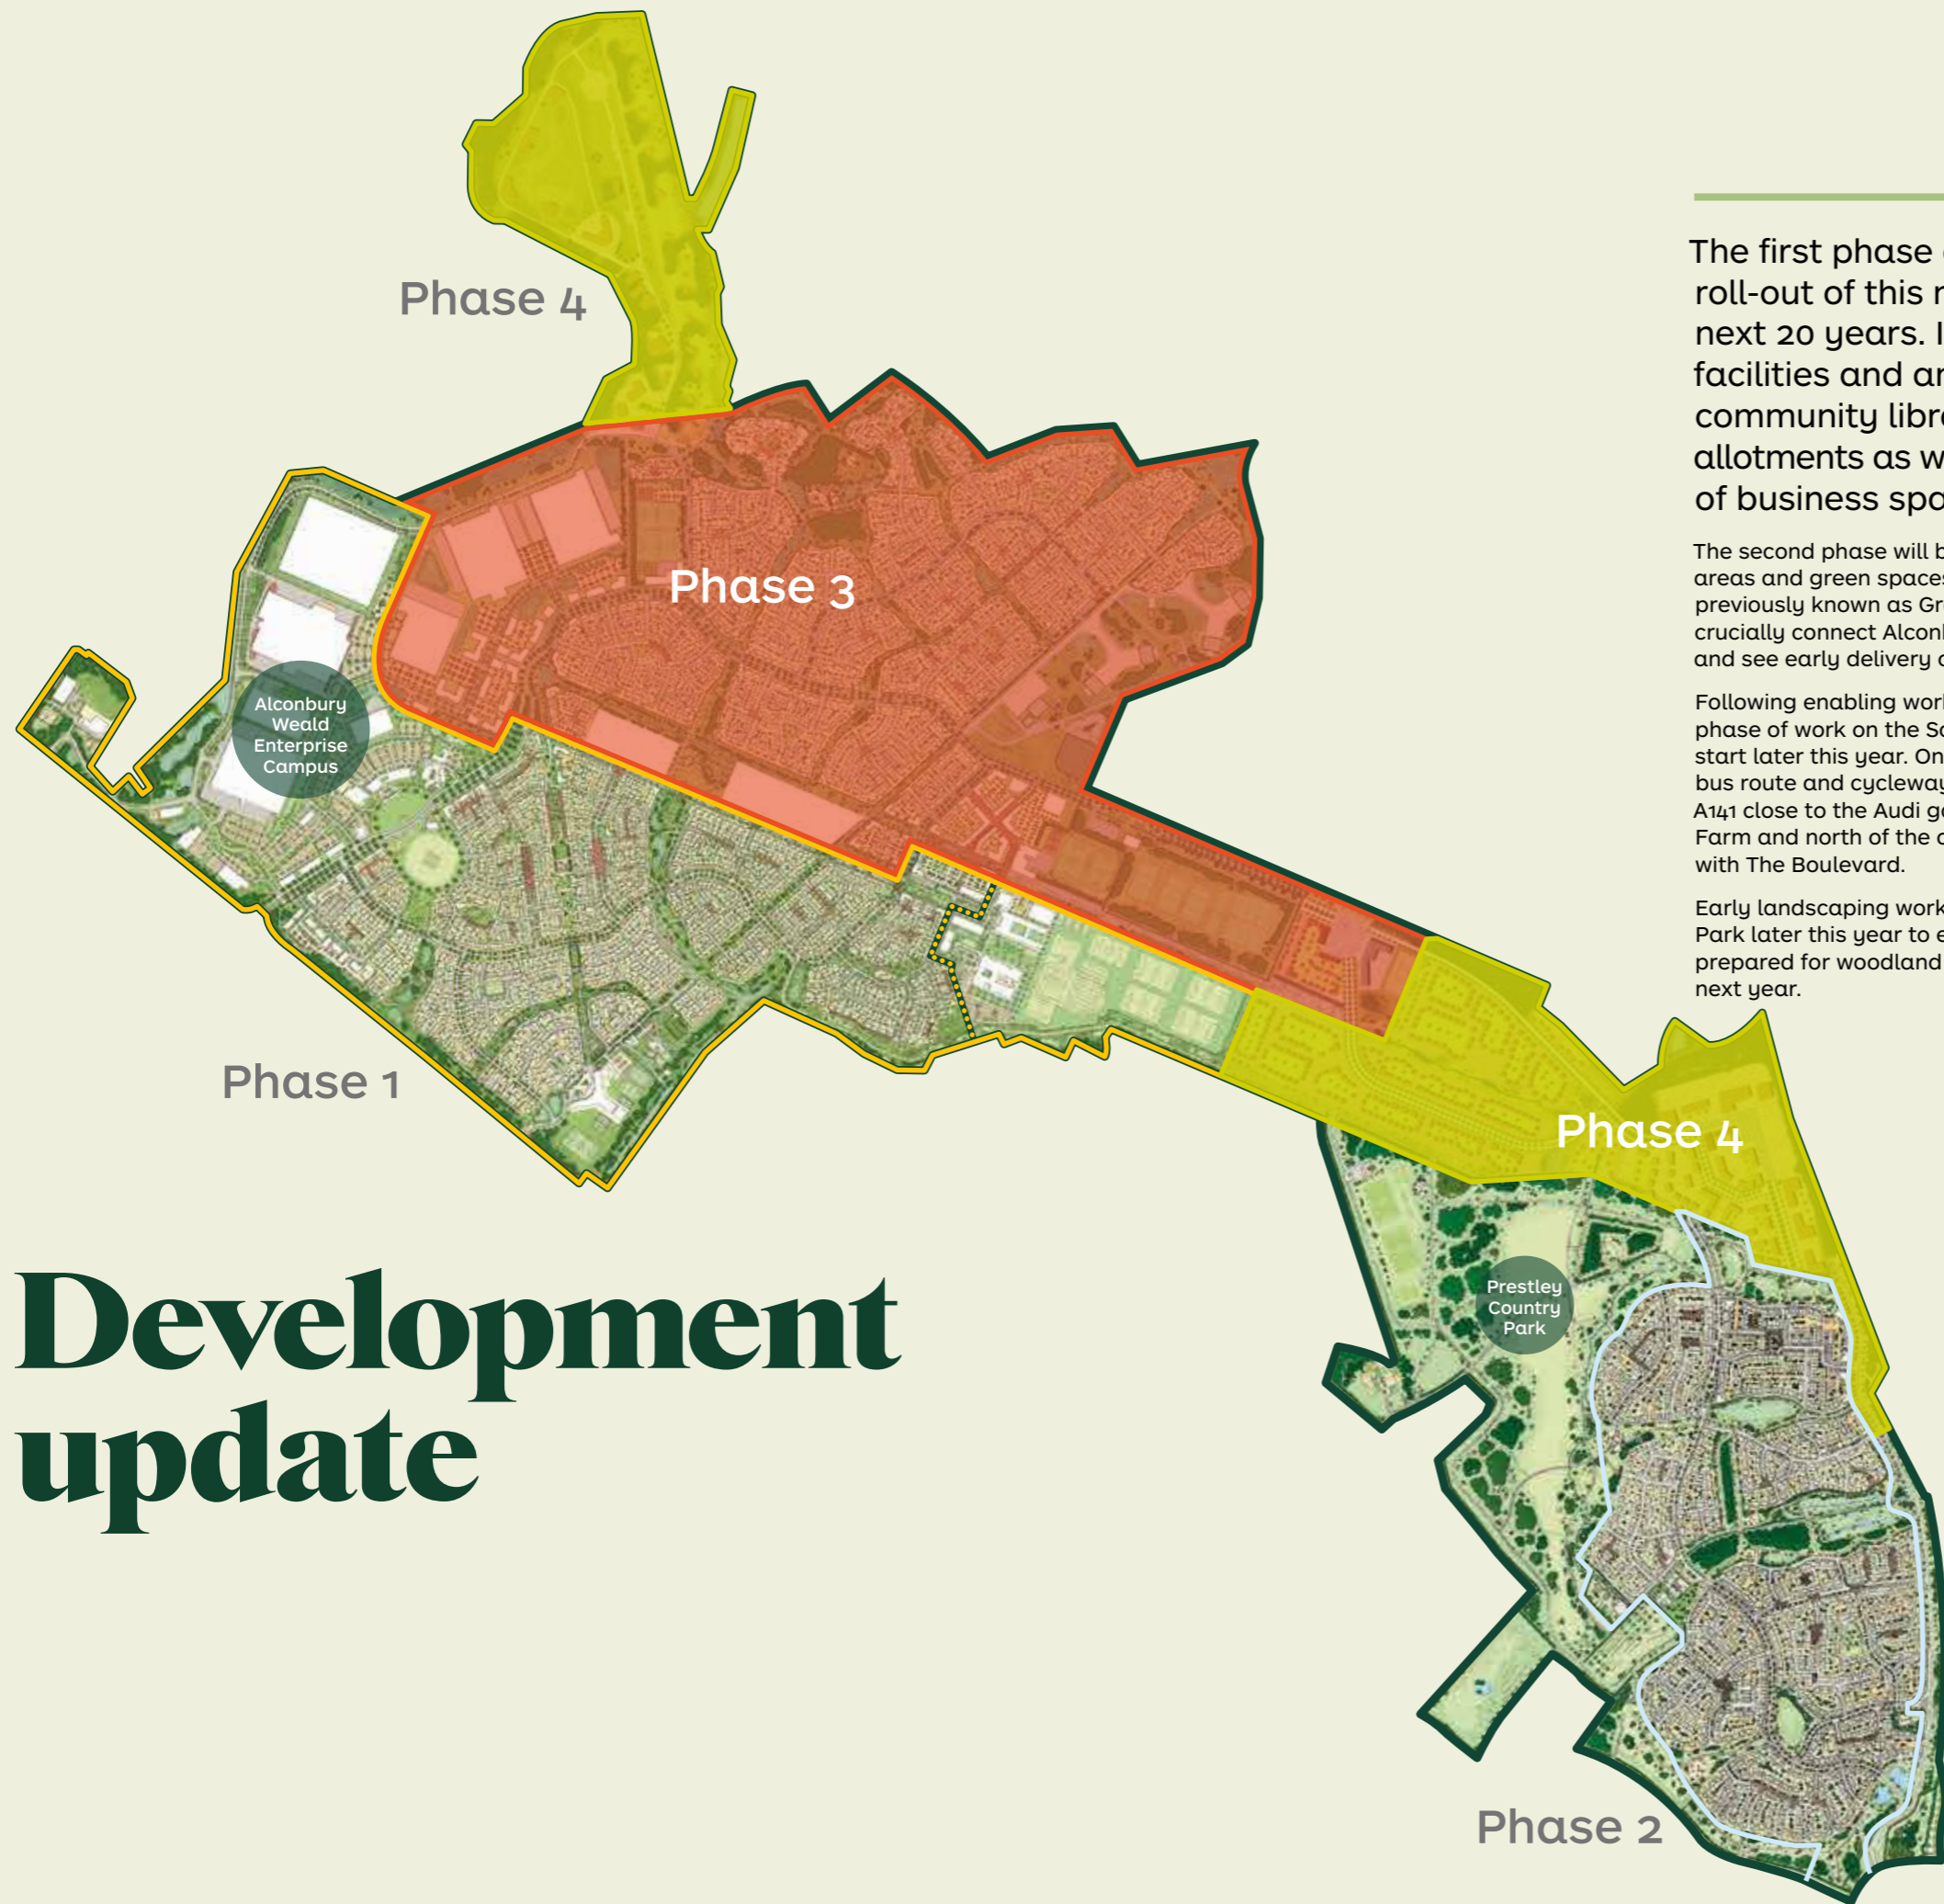 Phase 4
Phase 3
Alconbury
Weald
Enterprise
Campus
Phase 1
Phase 4
Prestley
Country
Park
Phase 2
Development
update
The first phase
roll-out of this
next 20 years.
facilities and
community
allotments as
of business
The second phase will
areas and green
previously known as
crucially connect
and see early delivery
Following enabling
phase of work on the
start later this year.
bus route and
A141 close to the Audi
Farm and north of the
with The Boulevard.
Early landscaping
Park later this year to
prepared for woodland
next year.